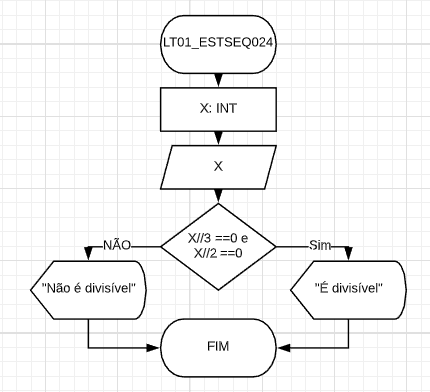 LT01_ESTSEQ024
X: INT
X
X//3 ==0 e
X//2 ==0
NÃO
Sim
"Não é divisível"
"É divisível"
FIM